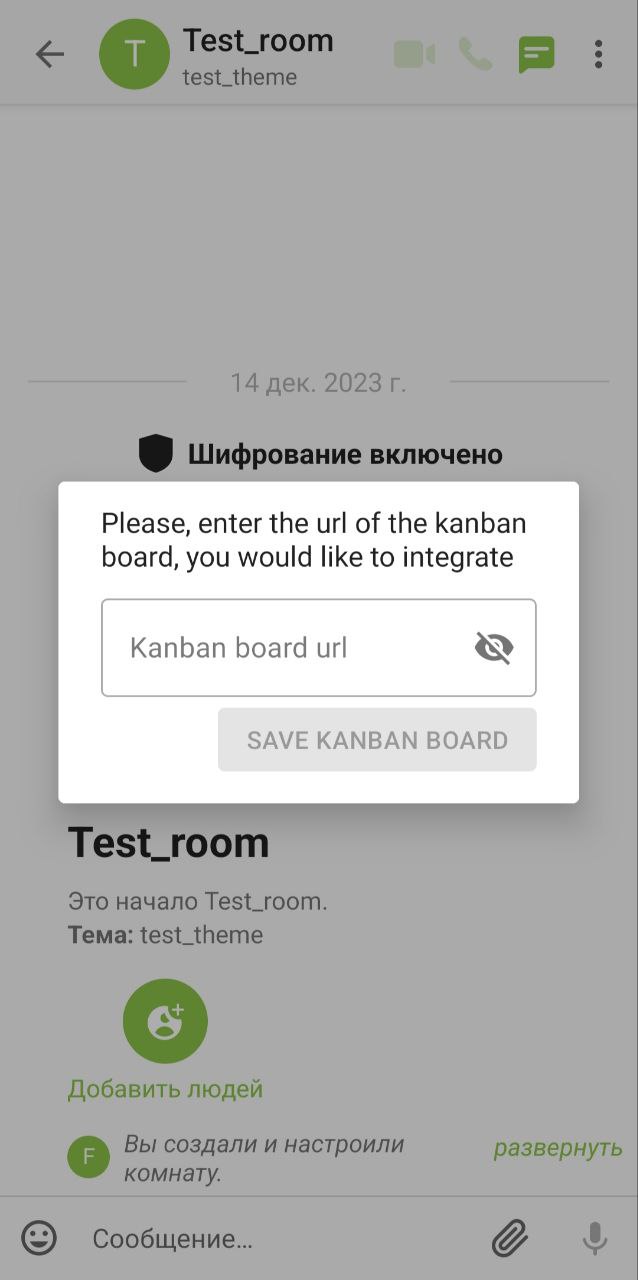 T
Test_room
test_theme
14 дек. 2023 г.
Шифрование включено
Please, enter the url of the kanban
board, you would like to integrate
Kanban board url
SAVE KANBAN BOARD
Test_room
Это начало Test_room.
Тема: test_theme
Добавить людей
F
Вы создали и настроили
комнату.
развернуть
Сообщение…